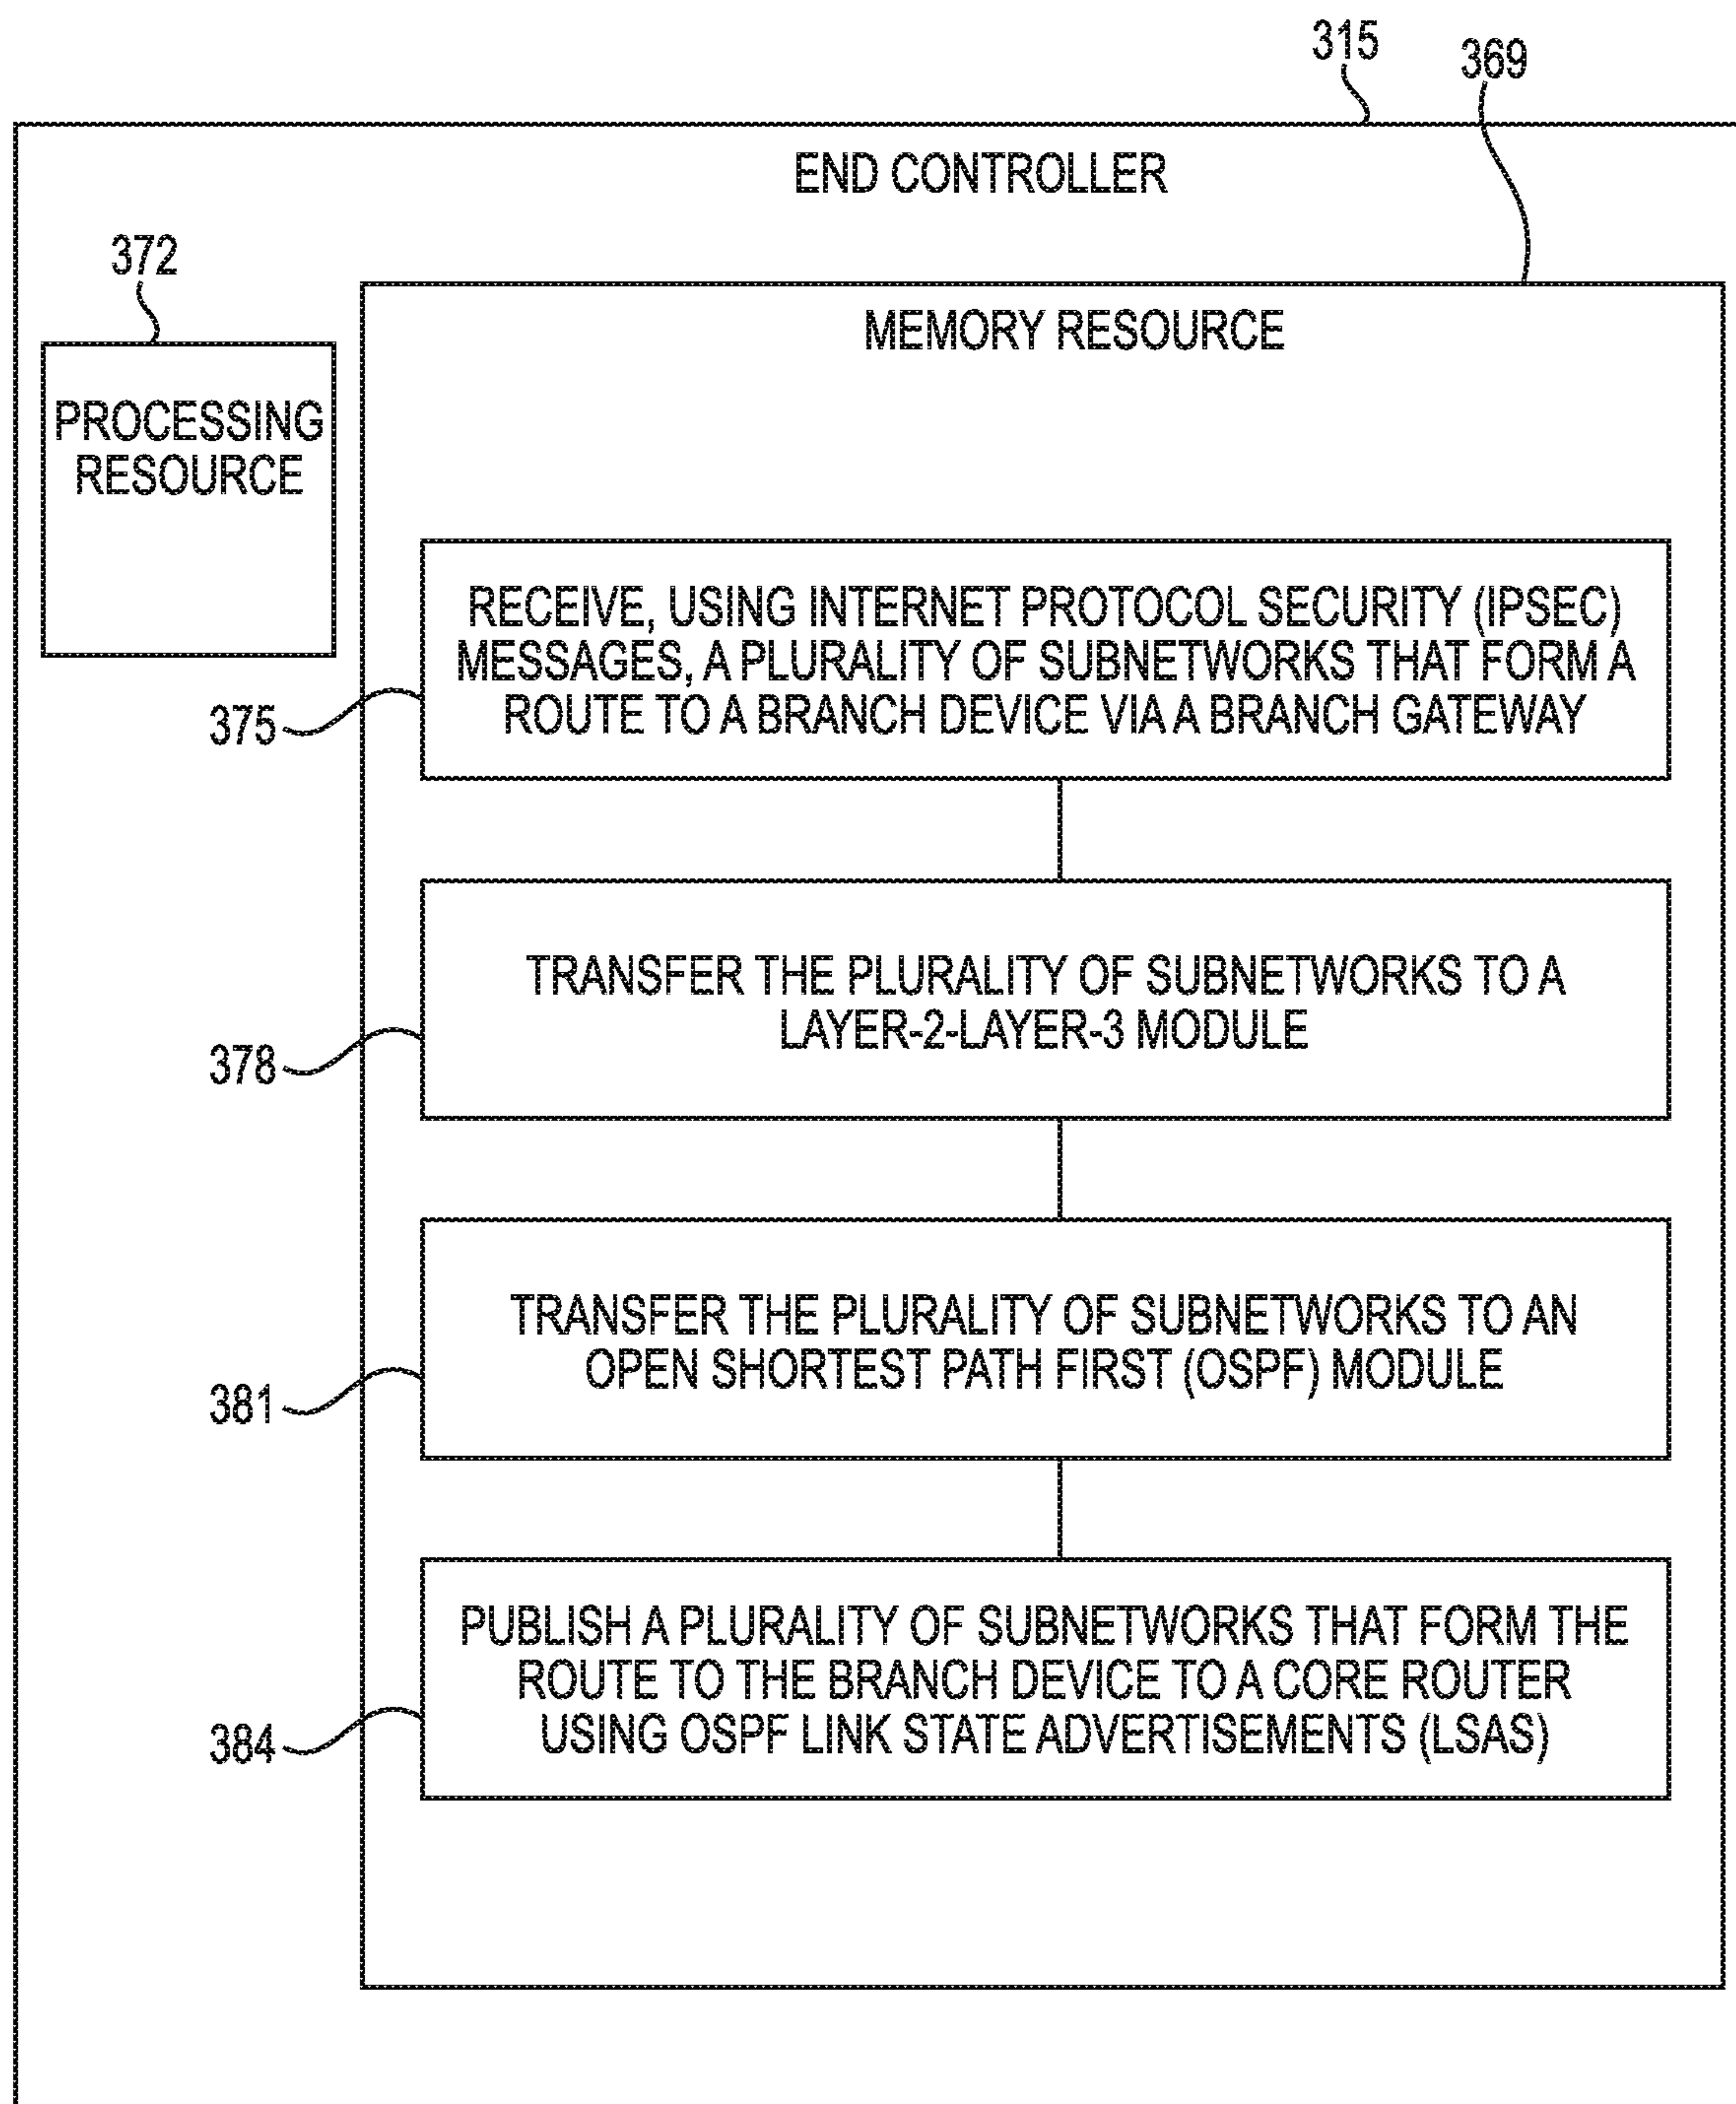 315
369
END CONTROLLER
372
MEMORY RESOURCE
PROCESSING
RESOURCE
RECEIVE, USING INTERNET PROTOCOL SECURITY (IPSEC)
MESSAGES, A PLURALITY OF SUBNETWORKS THAT FORM A
ROUTE TO A BRANCH DEVICE VIA A BRANCH GATEWAY
375
TRANSFER THE PLURALITY OF SUBNETWORKS TO A
LAYER-2-LAYER-3 MODULE
378
TRANSFER THE PLURALITY OF SUBNETWORKS TO AN
OPEN SHORTEST PATH FIRST (OSPF) MODULE
381
PUBLISH A PLURALITY OF SUBNETWORKS THAT FORM THE
ROUTE TO THE BRANCH DEVICE TO A CORE ROUTER
USING OSPF LINK STATE ADVERTISEMENTS (LSAS)
384